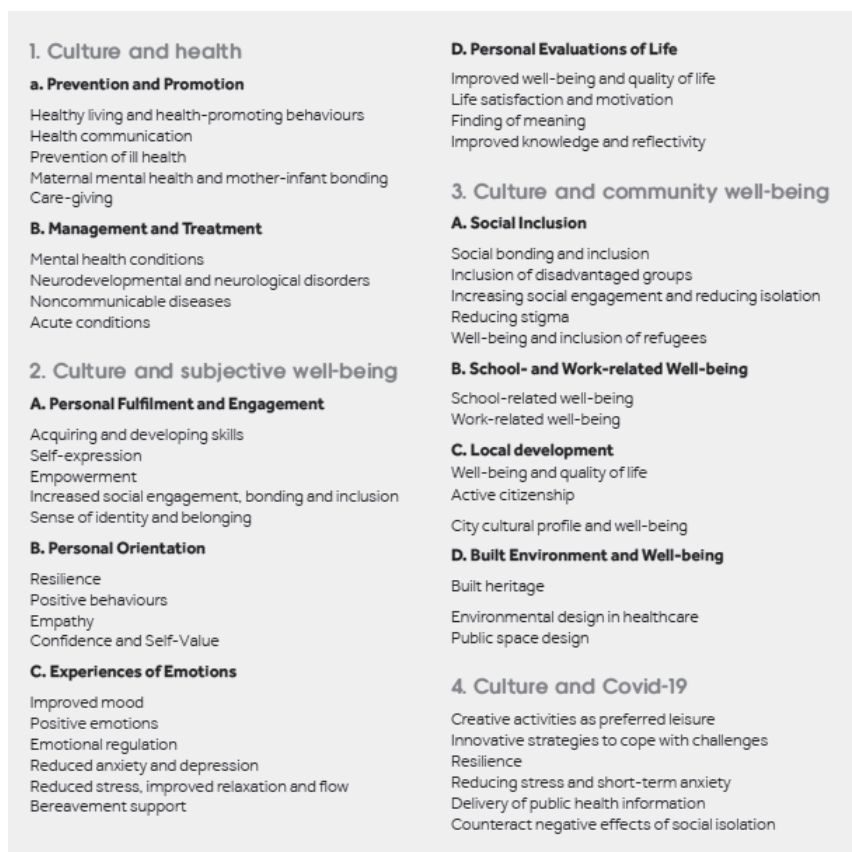 1. Culture and health
a. Prevention and Promotion
Healthy living and health-promoting behaviours
Health communication
Prevention of ill health
Maternal mental health and mother-infant bonding
Care-giving
B. Management and Treatment
Mental health conditions
Neurodevelopmental and neurological disorders
Noncommunicable diseases
Acute conditions
2. Culture and subjective well-being
A. Personal Fulfilment and Engagement
Acquiring and developing skills
Self-expression
Empowerment
Increased social engagement, bonding and inclusion
Sense of identity and belonging
B. Personal Orientation
Resilience
Positive behaviours
Empathy
Confidence and Self-Value
C. Experiences of Emotions
Improved mood
Positive emotions
Emotional regulation
Reduced anxiety and depression
Reduced stress, improved relaxation and flow
Bereavement support
D. Personal Evaluations of Life
Improved well-being and quality of life
Life satisfaction and motivation
Finding of meaning
Improved knowledge and reflectivity
3. Culture and community well-being
A. Social Inclusion
Social bonding and inclusion
Inclusion of disadvantaged groups
Increasing social engagement and reducing isolation
Reducing stigma
Well-being and inclusion of refugees
B. School- and Work-related Well-being
School-related well-being
Work-related well-being
C. Local development
Well-being and quality of life
Active citizenship
City cultural profile and well-being
D. Built Environment and Well-being
Built heritage
Environmental design in healthcare
Public space design
4. Culture and Covid-19
Creative activities as preferred leisure
Innovative strategies to cope with challenges
Resilience
Reducing stress and short-term anxiety
Delivery of public health information
Counteract negative effects of social isolation